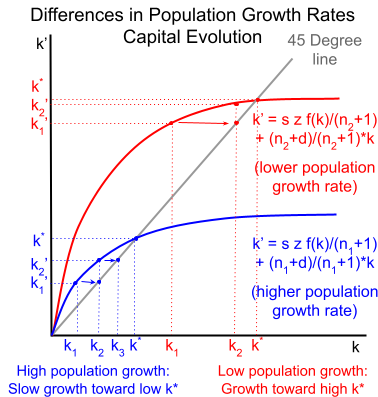 Differences in Population Growth Rates
Capital Evolution
k'
45 Degree
line
k*
k₂'
k₁'
k' = s z f(k)/(n₂+1)
+ (n₂+d)/(n₂+1)*k
(lower population
growth rate)
k*
k₂'
k₁'
k' = s z f(k)/(n₁+1)
+ (n₁+d)/(n₁+1)*k
(higher population
growth rate)
k₁ k₂ k₃ k* k₁ k₂ k* k
High population growth:
Slow growth toward low k*
Low population growth:
Growth toward high k*